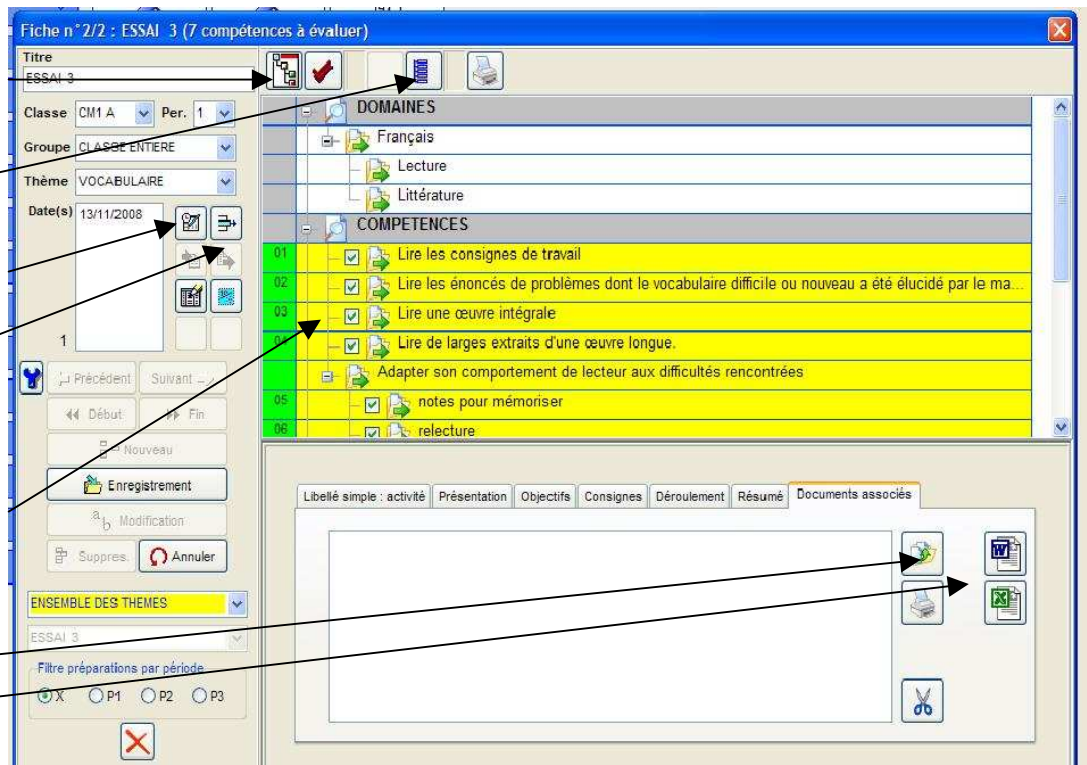 Fiche n°2/2 : ESSAI 3 (7 compétences à évaluer)
Titre
ESSAI 3
Classe CM1 A Per. 1
Groupe CLASSE ENTIERE
Thème VOCABULAIRE
Date(s) 13/11/2008
1
Précédent Suivant
Début Fin
Nouveau
Enregistrement
a b Modification
Suppres. Annuler
ENSEMBLE DES THEMES
ESSAI 3
Filtre préparations par période
X P1 P2 P3
DOMAINES
Français
Lecture
Littérature
COMPETENCES
01 Lire les consignes de travail
02 Lire les énoncés de problèmes dont le vocabulaire difficile ou nouveau a été élucidé par le ma...
03 Lire une œuvre intégrale
04 Lire de larges extraits d'une œuvre longue.
Adapter son comportement de lecteur aux difficultés rencontrées
05 notes pour mémoriser
06 relecture
Libellé simple : activité Présentation Objectifs Consignes Déroulement Résumé Documents associés